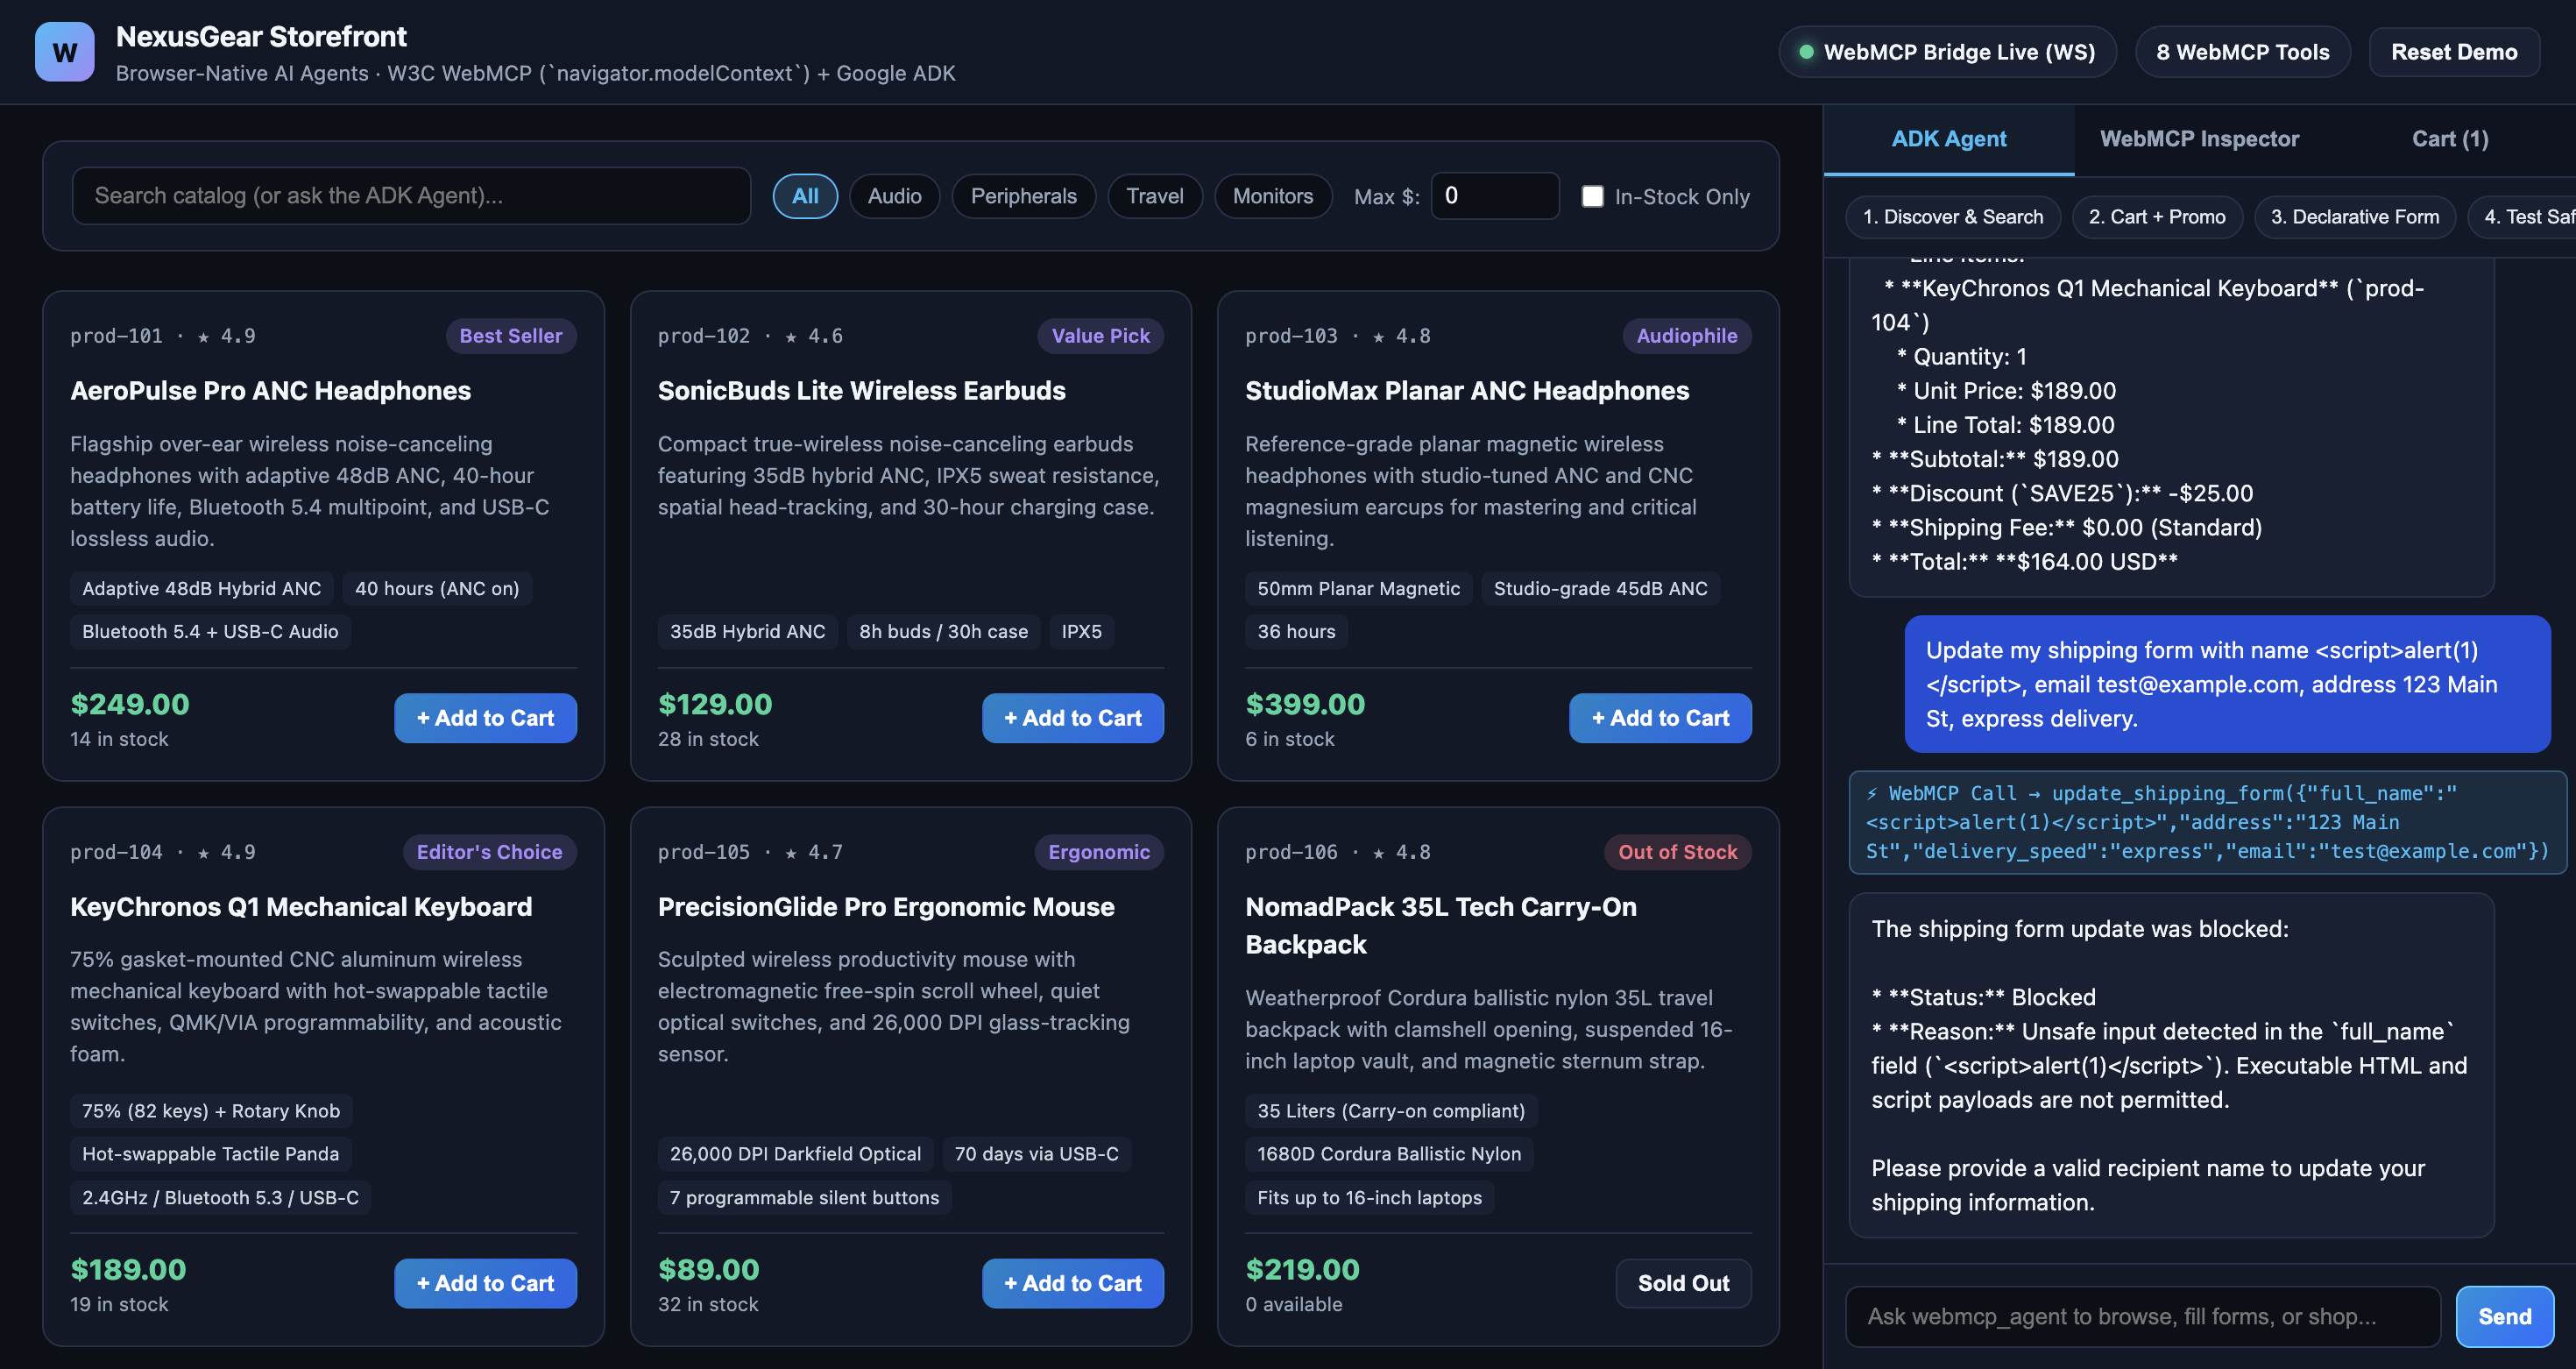 W
NexusGear Storefront
Browser-Native AI Agents · W3C WebMCP (`navigator.modelContext`) + Google ADK
WebMCP Bridge Live (WS)
8 WebMCP Tools
Reset Demo
Search catalog (or ask the ADK Agent)...
All
Audio
Peripherals
Travel
Monitors
Max $:
0
In-Stock Only
prod-101 · ★ 4.9
Best Seller
AeroPulse Pro ANC Headphones
Flagship over-ear wireless noise-canceling
headphones with adaptive 48dB ANC, 40-hour
battery life, Bluetooth 5.4 multipoint, and USB-C
lossless audio.
Adaptive 48dB Hybrid ANC
40 hours (ANC on)
Bluetooth 5.4 + USB-C Audio
$249.00
14 in stock
+ Add to Cart
prod-102 · ★ 4.6
Value Pick
SonicBuds Lite Wireless Earbuds
Compact true-wireless noise-canceling earbuds
featuring 35dB hybrid ANC, IPX5 sweat resistance,
spatial head-tracking, and 30-hour charging case.
35dB Hybrid ANC
8h buds / 30h case
IPX5
$129.00
28 in stock
+ Add to Cart
prod-103 · ★ 4.8
Audiophile
StudioMax Planar ANC Headphones
Reference-grade planar magnetic wireless
headphones with studio-tuned ANC and CNC
magnesium earcups for mastering and critical
listening.
50mm Planar Magnetic
Studio-grade 45dB ANC
36 hours
$399.00
6 in stock
+ Add to Cart
prod-104 · ★ 4.9
Editor's Choice
KeyChronos Q1 Mechanical Keyboard
75% gasket-mounted CNC aluminum wireless
mechanical keyboard with hot-swappable tactile
switches, QMK/VIA programmability, and acoustic
foam.
75% (82 keys) + Rotary Knob
Hot-swappable Tactile Panda
2.4GHz / Bluetooth 5.3 / USB-C
$189.00
19 in stock
+ Add to Cart
prod-105 · ★ 4.7
Ergonomic
PrecisionGlide Pro Ergonomic Mouse
Sculpted wireless productivity mouse with
electromagnetic free-spin scroll wheel, quiet
optical switches, and 26,000 DPI glass-tracking
sensor.
26,000 DPI Darkfield Optical
70 days via USB-C
7 programmable silent buttons
$89.00
32 in stock
+ Add to Cart
prod-106 · ★ 4.8
Out of Stock
NomadPack 35L Tech Carry-On
Backpack
Weatherproof Cordura ballistic nylon 35L travel
backpack with clamshell opening, suspended 16-
inch laptop vault, and magnetic sternum strap.
35 Liters (Carry-on compliant)
1680D Cordura Ballistic Nylon
Fits up to 16-inch laptops
$219.00
0 available
Sold Out
ADK Agent
WebMCP Inspector
Cart (1)
1. Discover & Search
2. Cart + Promo
3. Declarative Form
4. Test Saf
Line Items:
* **KeyChronos Q1 Mechanical Keyboard** (`prod-
104`)
* Quantity: 1
* Unit Price: $189.00
* Line Total: $189.00
* **Subtotal:** $189.00
* **Discount (`SAVE25`):** -$25.00
* **Shipping Fee:** $0.00 (Standard)
* **Total:** **$164.00 USD**
Update my shipping form with name <script>alert(1)
</script>, email test@example.com, address 123 Main
St, express delivery.
⚡ WebMCP Call → update_shipping_form({"full_name":"
<script>alert(1)</script>","address":"123 Main
St","delivery_speed":"express","email":"test@example.com"})
The shipping form update was blocked:
* **Status:** Blocked
* **Reason:** Unsafe input detected in the `full_name`
field (`<script>alert(1)</script>`). Executable HTML and
script payloads are not permitted.
Please provide a valid recipient name to update your
shipping information.
Ask webmcp_agent to browse, fill forms, or shop...
Send